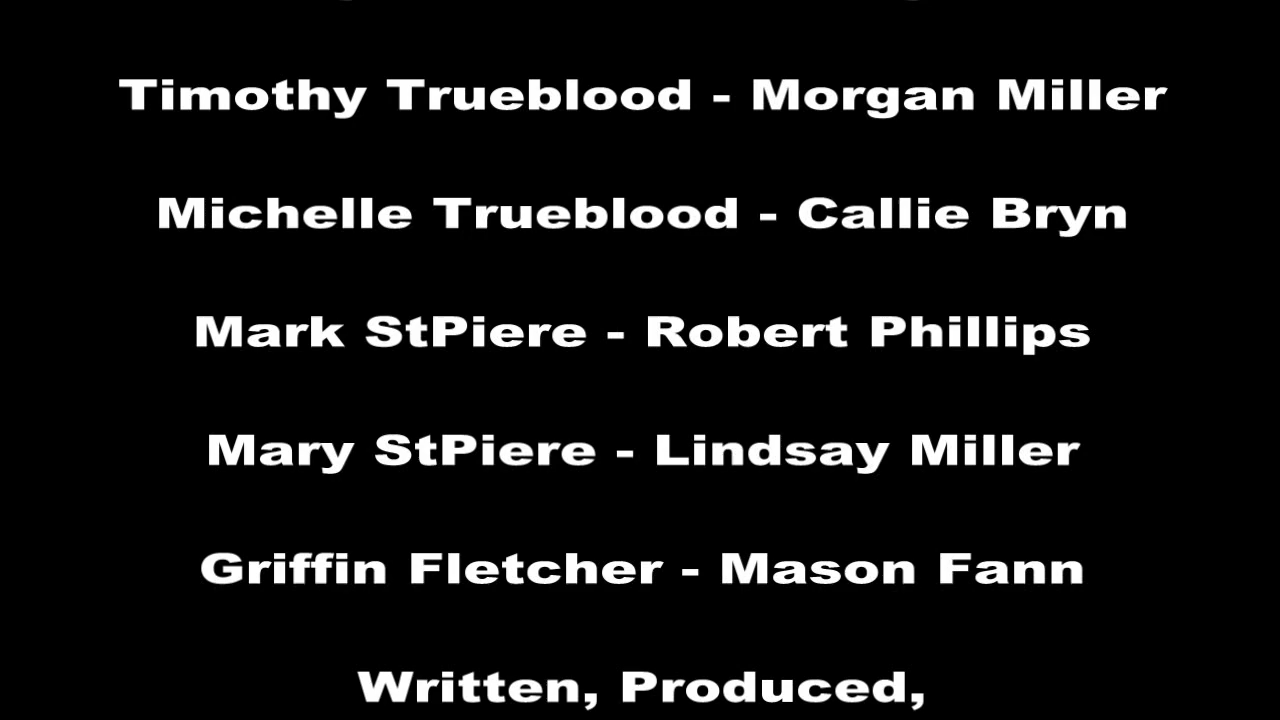 Timothy Trueblood - Morgan Miller
Michelle Trueblood - Callie Bryn
Mark StPiere - Robert Phillips
Mary StPiere - Lindsay Miller
Griffin Fletcher - Mason Fann
Written, Produced,